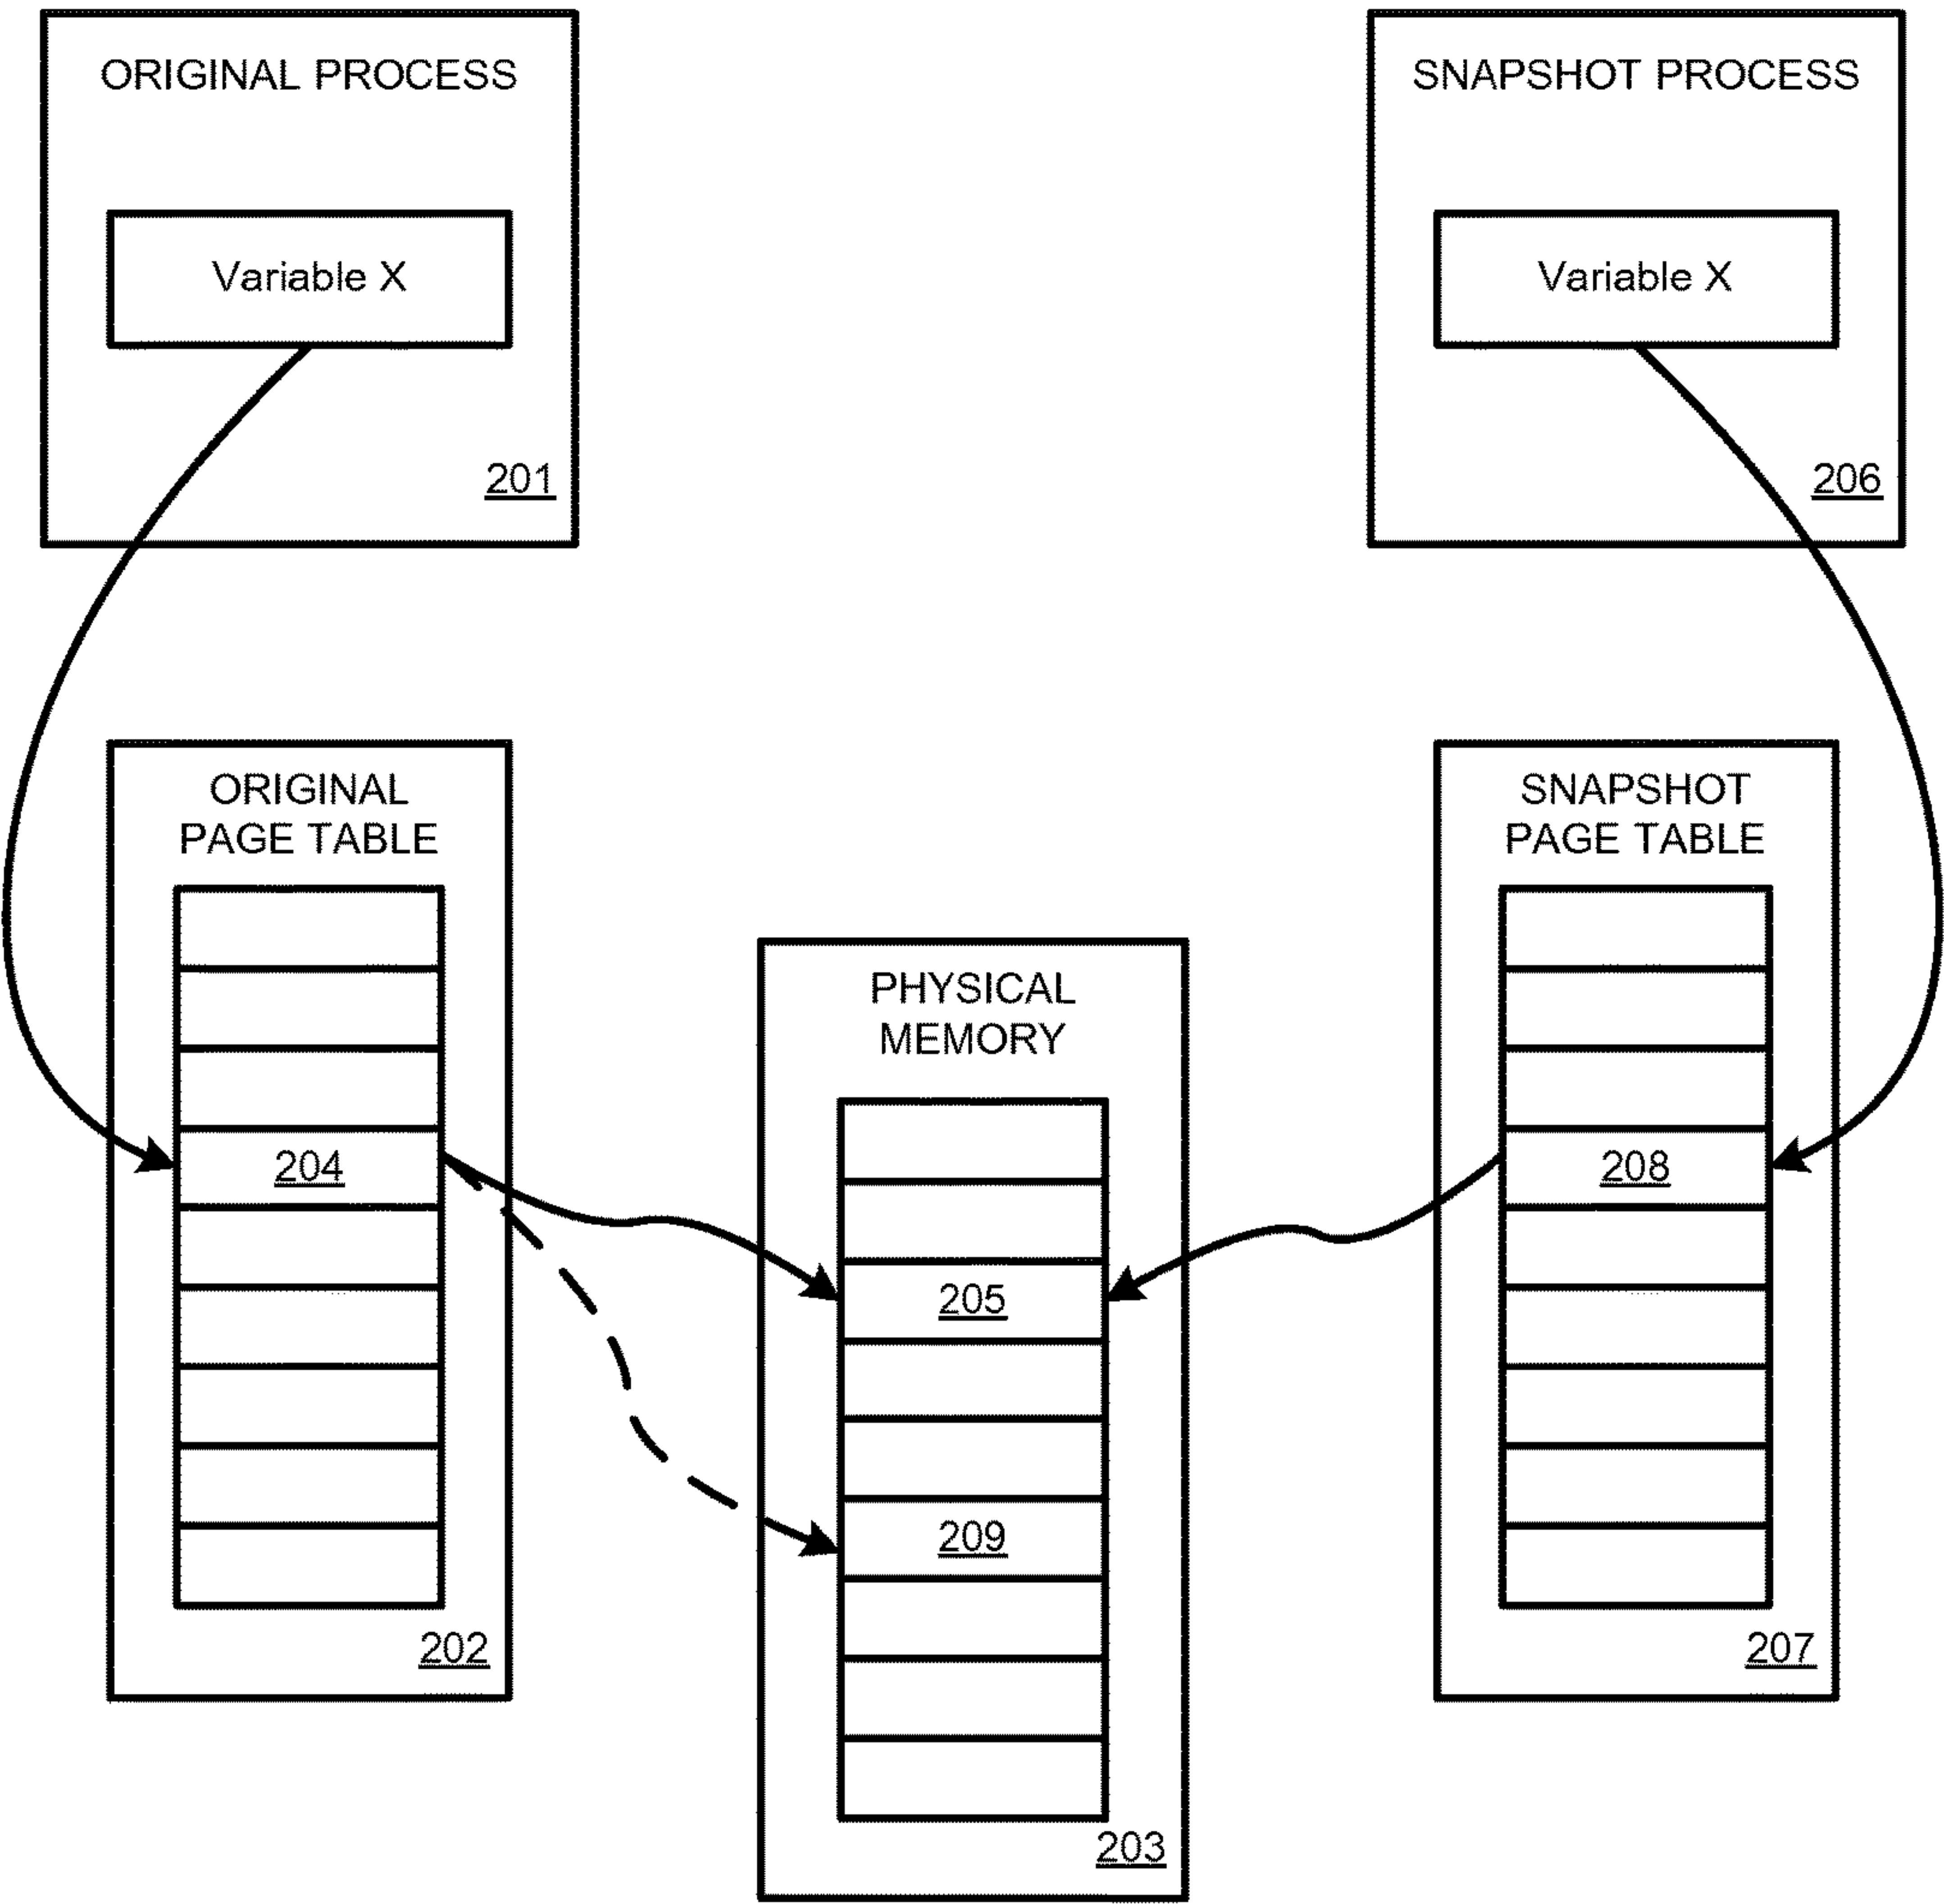 ORIGINAL PROCESS
Variable X
201
SNAPSHOT PROCESS
Variable X
206
ORIGINAL
PAGE TABLE
204
202
PHYSICAL
MEMORY
205
209
203
SNAPSHOT
PAGE TABLE
208
207